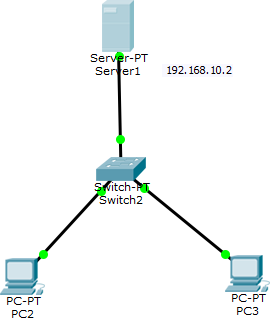 Server-PT
Server1
192.168.10.2
Switch-PT
Switch2
PC-PT
PC2
PC-PT
PC3